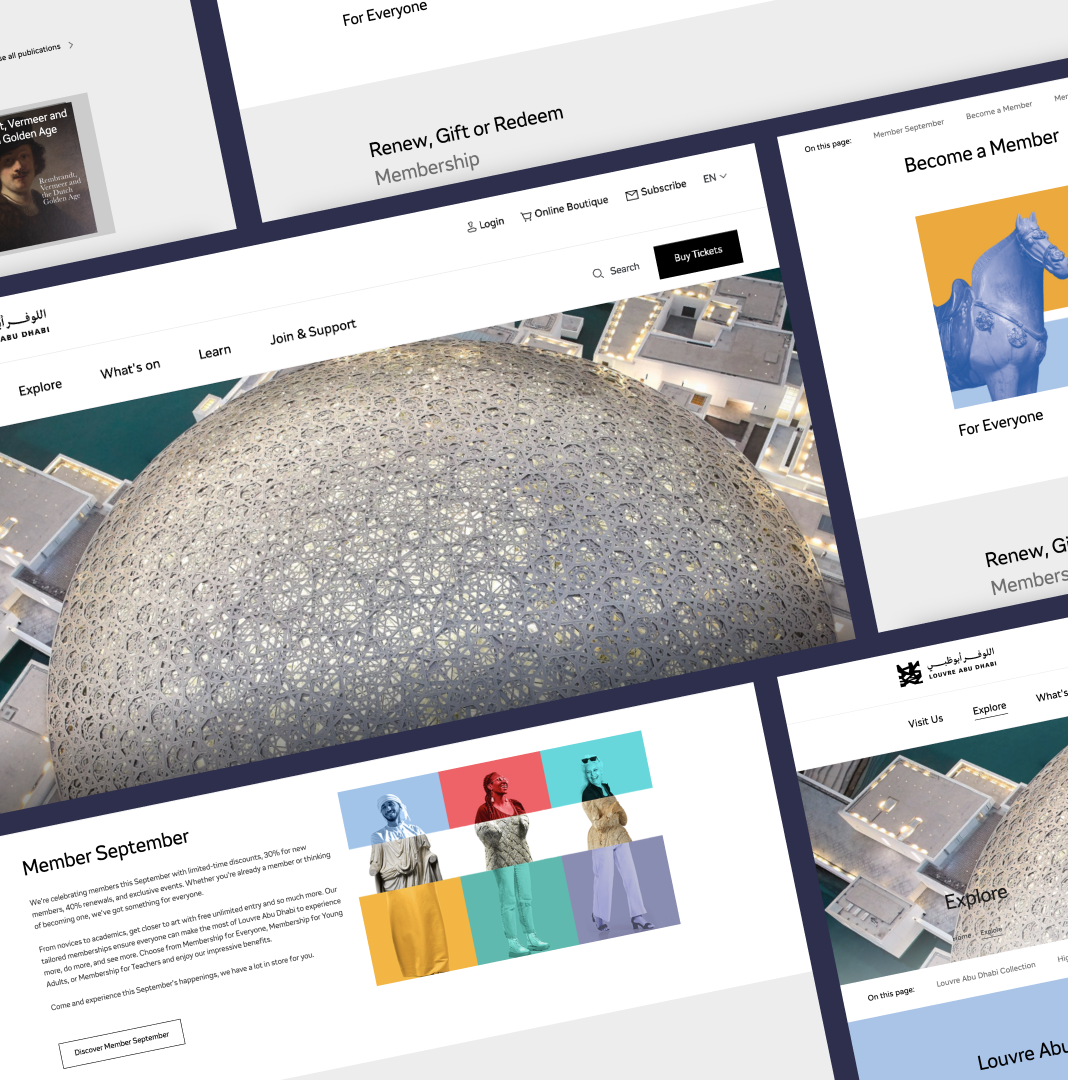 se all publications
t, Vermeer and
Golden Age
Rembrandt,
Vermeer and
the Dutch
Golden Age
For Everyone
Renew, Gift or Redeem
Membership
On this page:
Member September
Become a Member
Become a Member
For Everyone
Renew, Gi
Members
Login
Online Boutique
Subscribe
EN
Search
Buy Tickets
ABU DHABI
Explore
What's on
Learn
Join & Support
Member September
We're celebrating members this September with limited-time discounts, 30% for new
members, 40% renewals, and exclusive events. Whether you're already a member or thinking
of becoming one, we've got something for everyone.
From novices to academics, get closer to art with free unlimited entry and so much more. Our
tailored memberships ensure everyone can make the most of Louvre Abu Dhabi to experience
more, do more, and see more. Choose from Membership for Everyone, Membership for Young
Adults, or Membership for Teachers and enjoy our impressive benefits.
Come and experience this September's happenings, we have a lot in store for you.
Discover Member September
اللوفر أبوظبي
LOUVRE ABU DHABI
Visit Us
Explore
What's
Explore
Home
Explore
On this page:
Louvre Abu Dhabi Collection
Louvre Abu